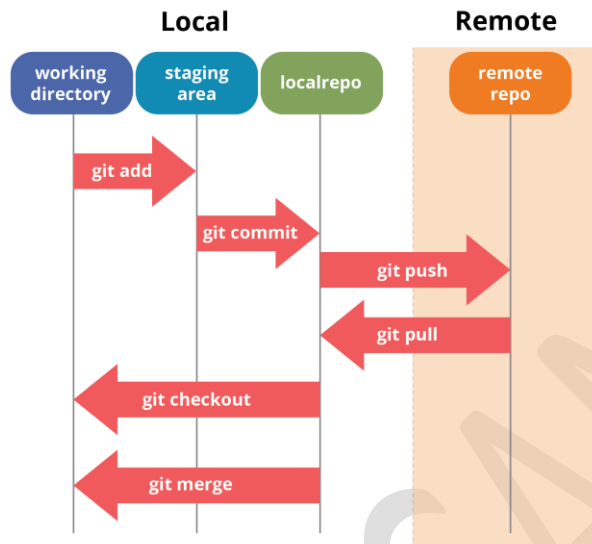 Local
Remote
working
directory
staging
area
localrepo
remote
repo
git add
git commit
git push
git pull
git checkout
git merge